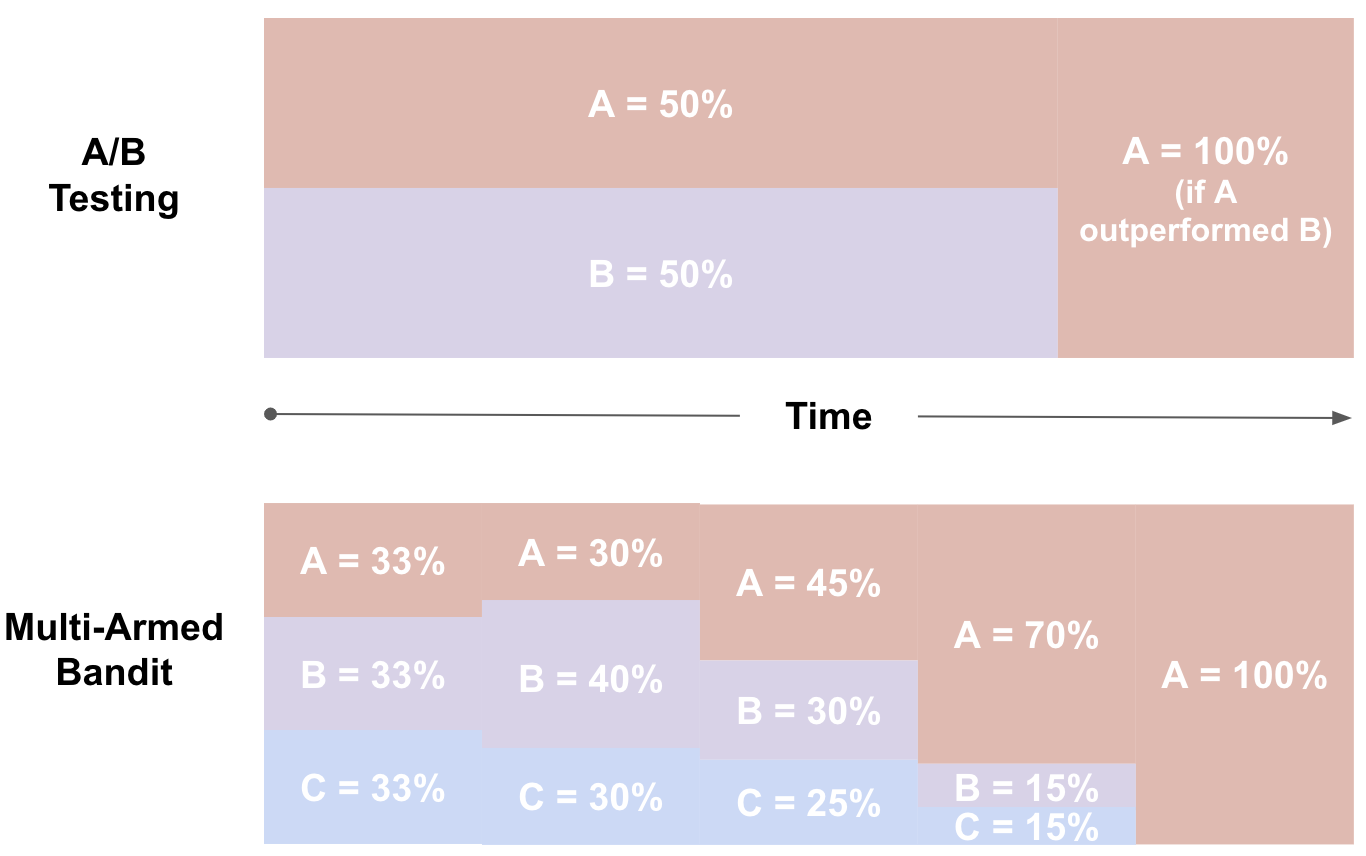 A/B
Testing
A = 50%
B = 50%
A = 100%
(if A
outperformed B)
Time
Multi-Armed
Bandit
A = 33%
B = 33%
C = 33%
A = 30%
B = 40%
C = 30%
A = 45%
B = 30%
C = 25%
A = 70%
B = 15%
C = 15%
A = 100%